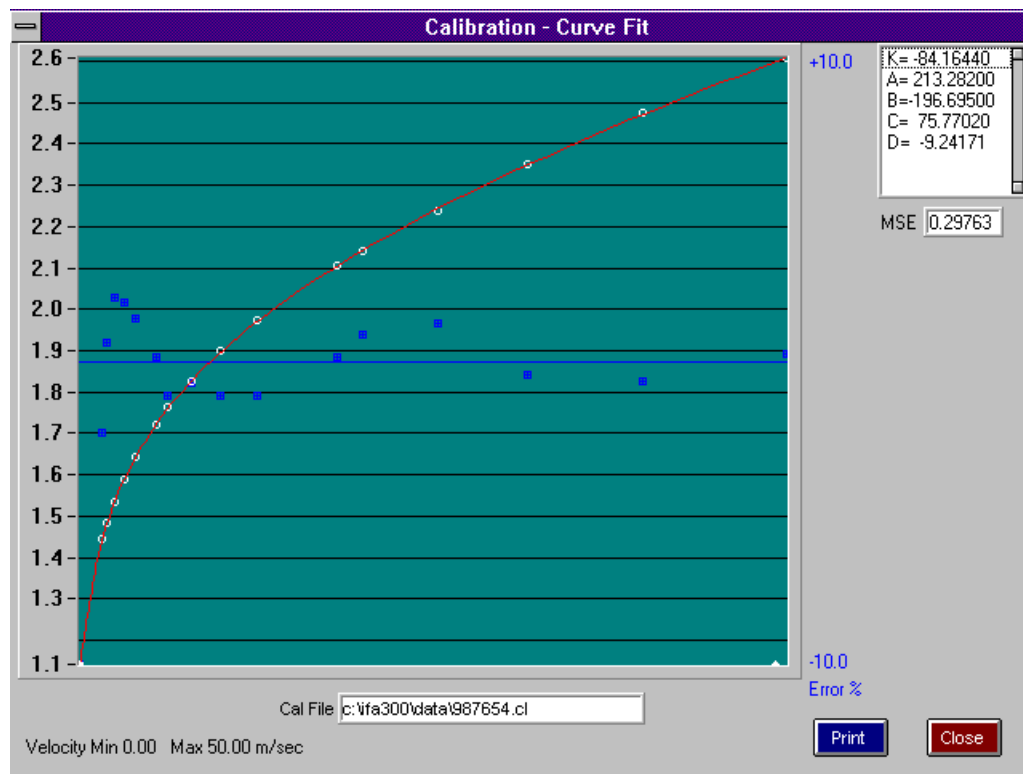 Calibration - Curve Fit
2.6
2.5
2.4
2.3
2.2
2.1
2.0
1.9
1.8
1.7
1.6
1.5
1.4
1.3
1.1
+10.0
-10.0
Error %
K= -84.16440
A= 213.28200
B=-196.69500
C= 75.77020
D= -9.24171
MSE 0.29763
Cal File c:\ifa300\data\987654.cl
Velocity Min 0.00 Max 50.00 m/sec
Print
Close